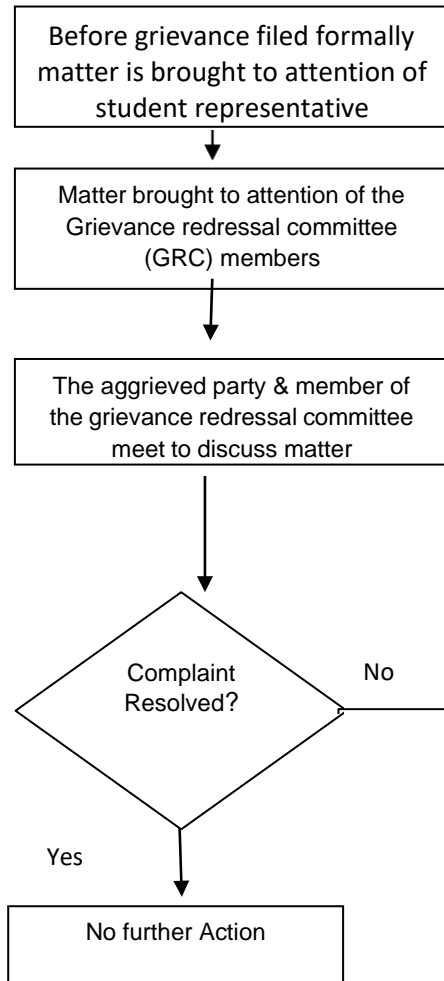 Before grievance filed formally
matter is brought to attention of
student representative
Matter brought to attention of the
Grievance redressal committee
(GRC) members
The aggrieved party & member of
the grievance redressal committee
meet to discuss matter
Complaint
Resolved?
No
Yes
No further Action